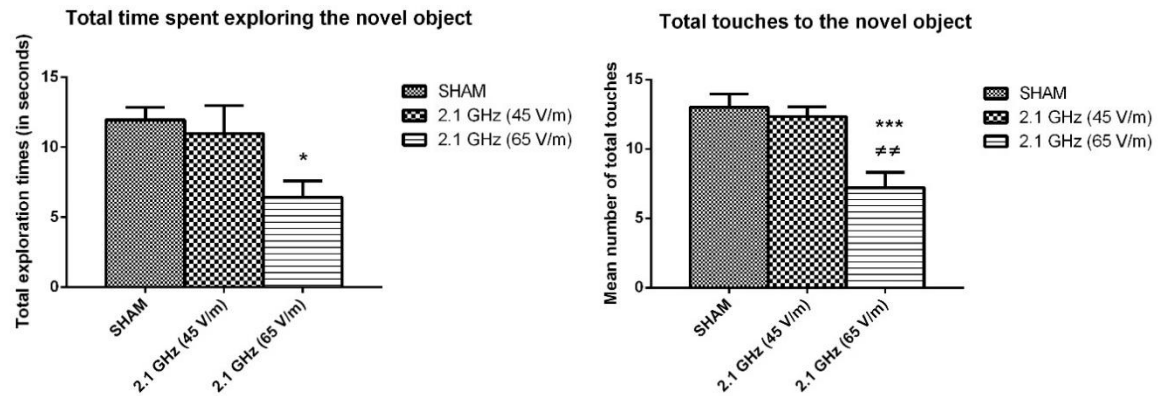 Total time spent exploring the novel object
Total exploration times (in seconds)
15
10
5
0
*
SHAM
2.1 GHz (45 V/m)
2.1 GHz (65 V/m)
SHAM
2.1 GHz (45 V/m)
2.1 GHz (65 V/m)
Total touches to the novel object
Mean number of total touches
15
10
5
0
***
≠≠
SHAM
2.1 GHz (45 V/m)
2.1 GHz (65 V/m)
SHAM
2.1 GHz (45 V/m)
2.1 GHz (65 V/m)